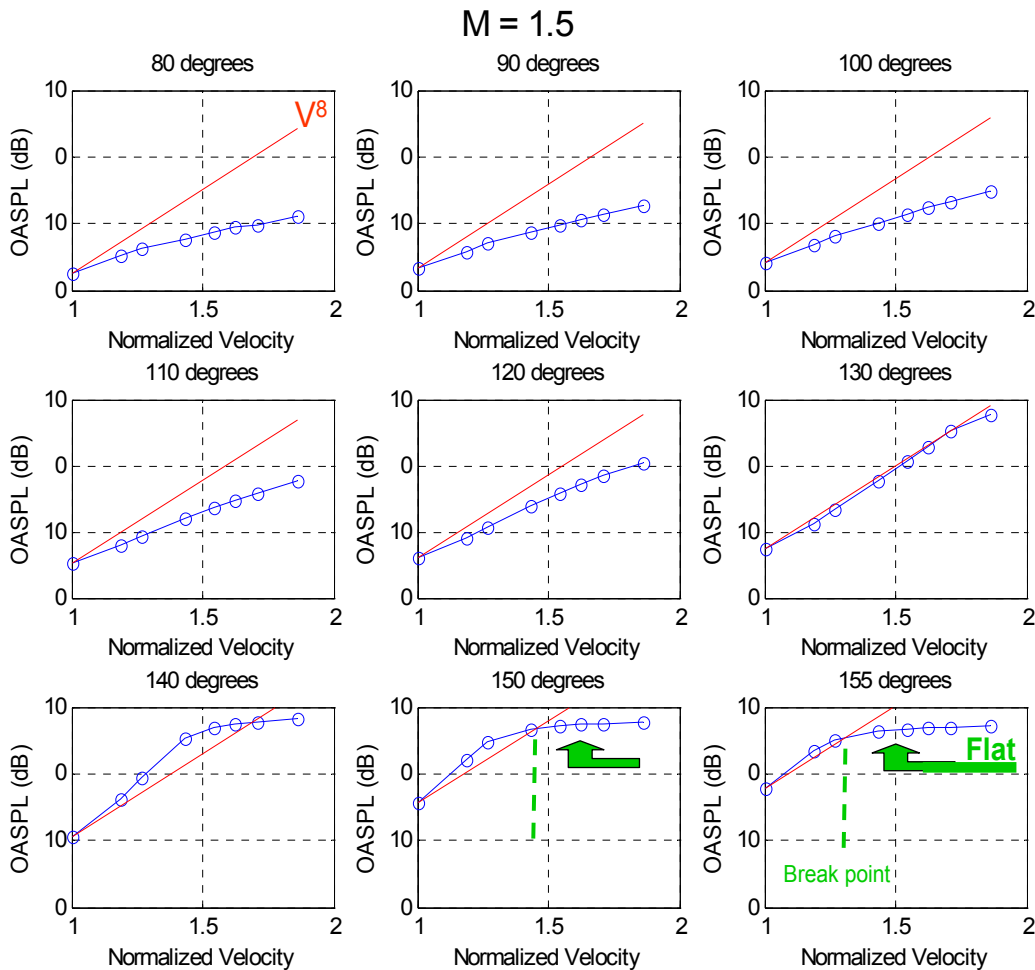 M = 1.5
80 degrees
90 degrees
100 degrees
OASPL (dB)
10
0
10
0
V⁸
1
1.5
2
Normalized Velocity
OASPL (dB)
10
0
10
0
1
1.5
2
Normalized Velocity
OASPL (dB)
10
0
10
0
1
1.5
2
Normalized Velocity
110 degrees
120 degrees
130 degrees
OASPL (dB)
10
0
10
0
1
1.5
2
Normalized Velocity
OASPL (dB)
10
0
10
0
1
1.5
2
Normalized Velocity
OASPL (dB)
10
0
10
0
1
1.5
2
Normalized Velocity
140 degrees
150 degrees
155 degrees
OASPL (dB)
10
0
10
0
1
1.5
2
Normalized Velocity
OASPL (dB)
10
0
10
0
1
1.5
2
Normalized Velocity
OASPL (dB)
10
0
10
0
Flat
Break point
1
1.5
2
Normalized Velocity